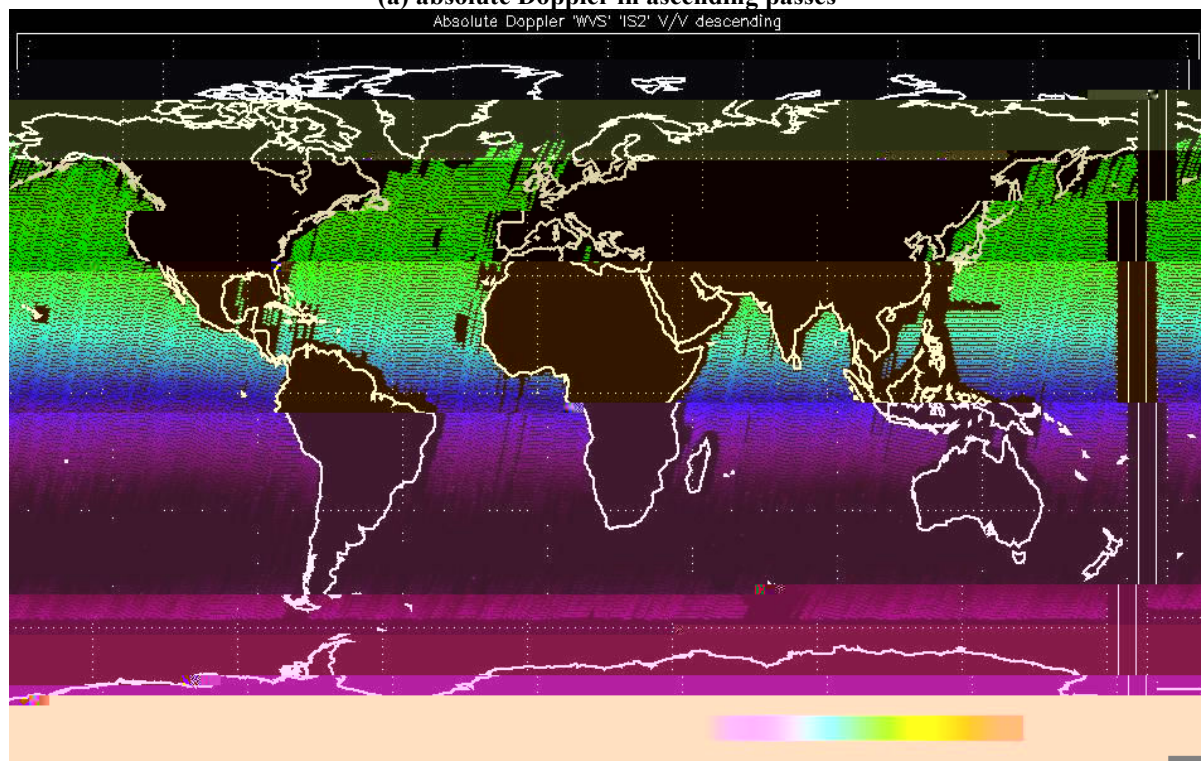 (a) absolute Doppler in ascending passes
Absolute Doppler 'WVS' 'IS2' V/V descending